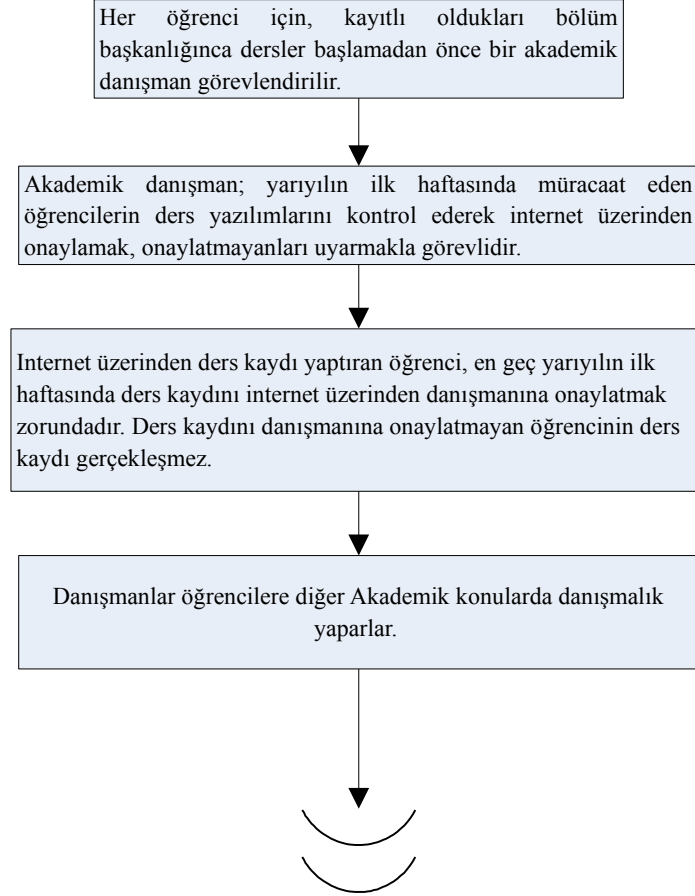 Her öğrenci için, kayıtlı oldukları bölüm
başkanlığınca dersler başlamadan önce bir akademik
danışman görevlendirilir.
Akademik danışman; yarıyılın ilk haftasında müracaat eden
öğrencilerin ders yazılımlarını kontrol ederek internet üzerinden
onaylamak, onaylatmayanları uyarmakla görevlidir.
Internet üzerinden ders kaydı yaptıran öğrenci, en geç yarıyılın ilk
haftasında ders kaydını internet üzerinden danışmanına onaylatmak
zorundadır. Ders kaydını danışmanına onaylatmayan öğrencinin ders
kaydı gerçekleşmez.
Danışmanlar öğrencilere diğer Akademik konularda danışmalık
yaparlar.